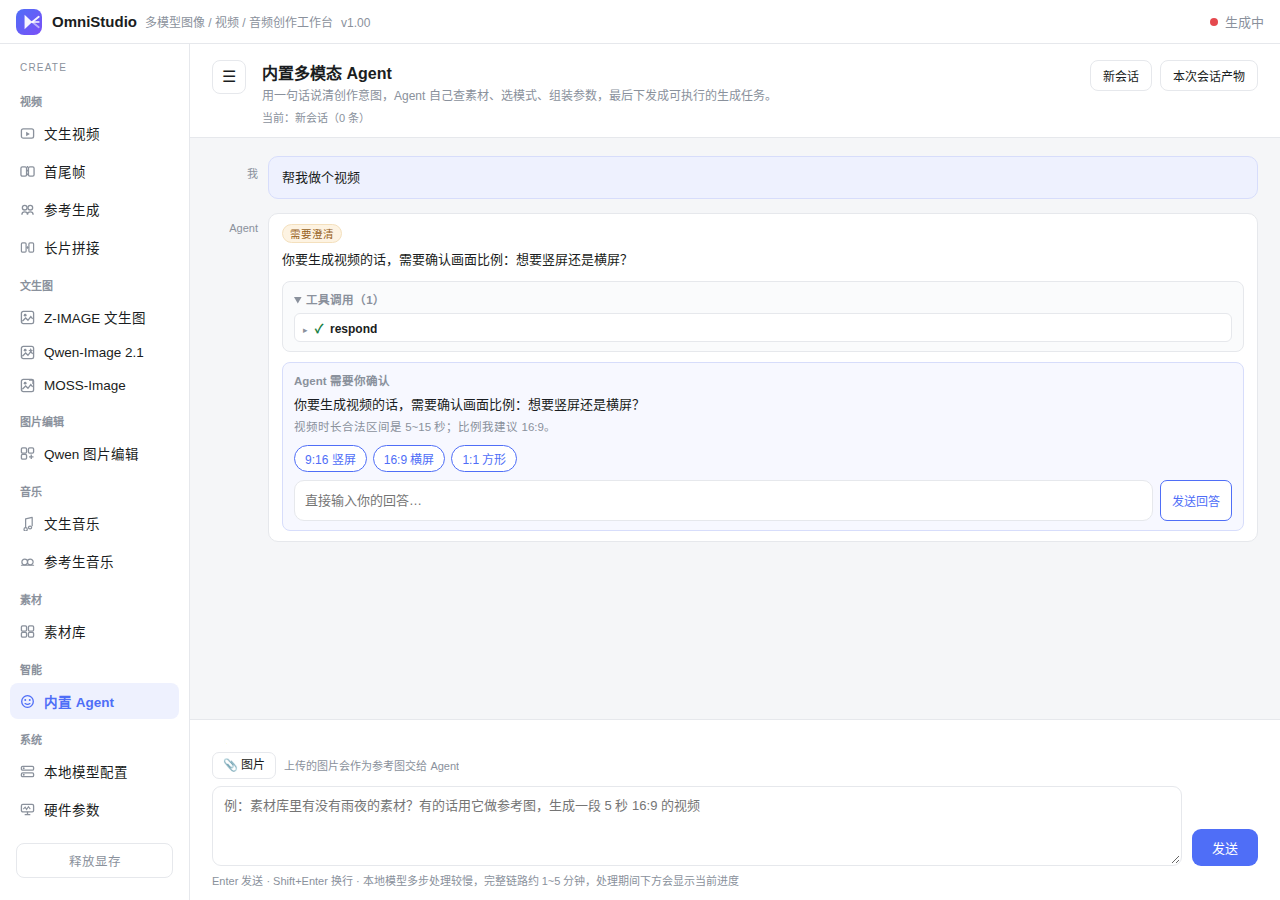 OmniStudio 多模型图像 / 视频 / 音频创作工作台 v1.00
生成中
CREATE
视频
文生视频
首尾帧
参考生成
长片拼接
文生图
Z-IMAGE 文生图
Qwen-Image 2.1
MOSS-Image
图片编辑
Qwen 图片编辑
音乐
文生音乐
参考生音乐
素材
素材库
智能
内置 Agent
系统
本地模型配置
硬件参数
释放显存
内置多模态 Agent
用一句话说清创作意图，Agent 自己查素材、选模式、组装参数，最后下发成可执行的生成任务。
当前：新会话（0 条）
新会话
本次会话产物
我
帮我做个视频
Agent
需要澄清
你要生成视频的话，需要确认画面比例：想要竖屏还是横屏？
▼ 工具调用（1）
▸ ✓ respond
Agent 需要你确认
你要生成视频的话，需要确认画面比例：想要竖屏还是横屏？
视频时长合法区间是 5~15 秒；比例我建议 16:9。
9:16 竖屏
16:9 横屏
1:1 方形
直接输入你的回答…
发送回答
📎 图片
上传的图片会作为参考图交给 Agent
例：素材库里有没有雨夜的素材？有的话用它做参考图，生成一段 5 秒 16:9 的视频
发送
Enter 发送 · Shift+Enter 换行 · 本地模型多步处理较慢，完整链路约 1~5 分钟，处理期间下方会显示当前进度